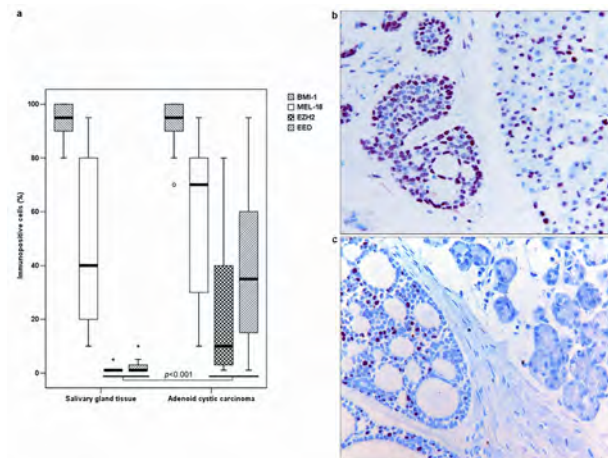 a
BMI-1
MEL-18
EZH2
EED
Immunopositive cells (%)
100
80
60
40
20
0
p<0.001
Salivary gland tissue
Adenoid cystic carcinoma
b
c